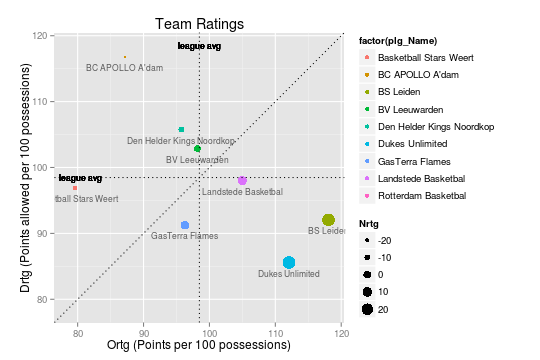 Team Ratings
120
110
100
90
80
Drtg (Points allowed per 100 possessions)
league avg
BC APOLLO A'dam
Den Helder Kings Noordkop
BV Leeuwarden
league avg
tball Stars Weert
Landstede Basketbal
GasTerra Flames
BS Leiden
Dukes Unlimited
80
90
100
110
120
Ortg (Points per 100 possessions)
factor(plg_Name)
Basketball Stars Weert
BC APOLLO A'dam
BS Leiden
BV Leeuwarden
Den Helder Kings Noordkop
Dukes Unlimited
GasTerra Flames
Landstede Basketbal
Rotterdam Basketbal
Nrtg
-20
-10
0
10
20